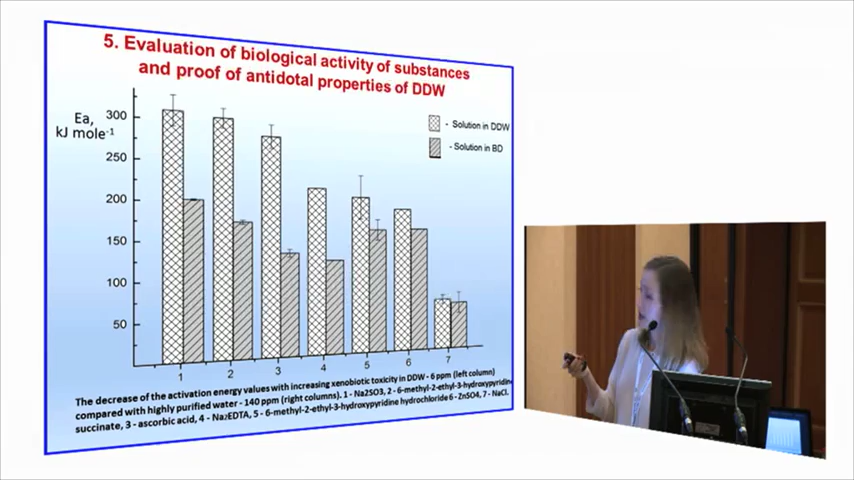 5. Evaluation of biological activity of substances
and proof of antidotal properties of DDW
Ea,
kJ mole⁻¹
300
250
200
150
100
50
- Solution in DDW
- Solution in BD
1 2 3 4 5 6 7
The decrease of the activation energy values with increasing xenobiotic toxicity in DDW - 6 ppm (left column)
compared with highly purified water - 140 ppm (right columns). 1 - Na2SO3, 2 - 6-methyl-2-ethyl-3-hydroxypyridine
succinate, 3 - ascorbic acid, 4 - Na2EDTA, 5 - 6-methyl-2-ethyl-3-hydroxypyridine hydrochloride 6 - ZnSO4, 7 - NaCl.